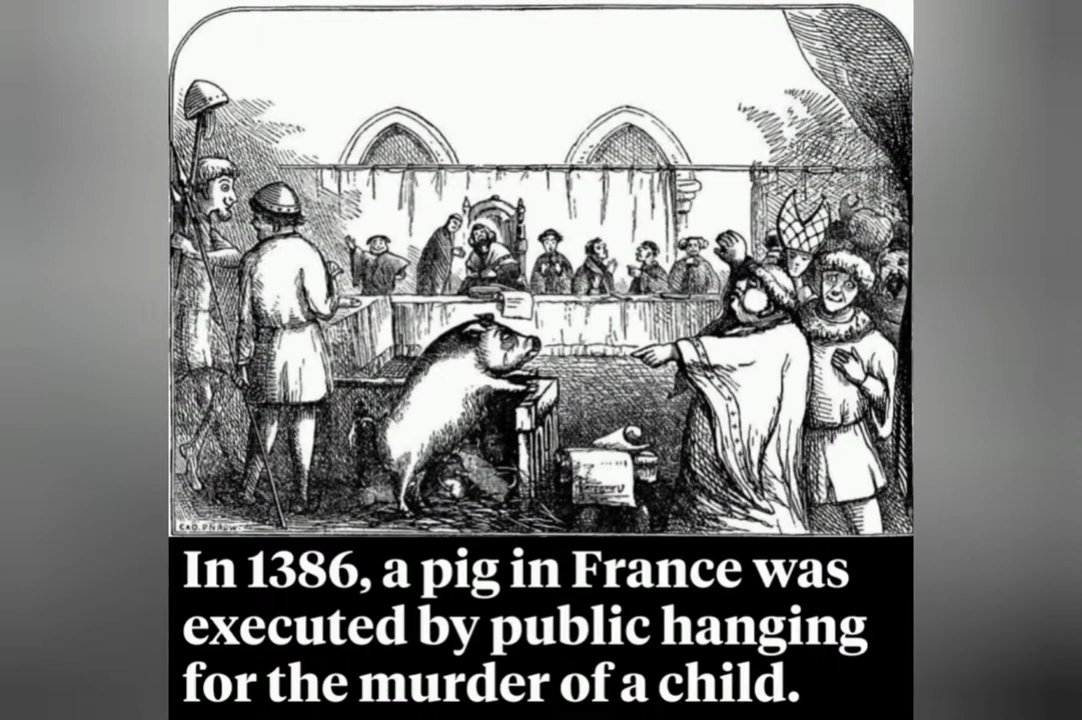 In 1386, a pig in France was
executed by public hanging
for the murder of a child.